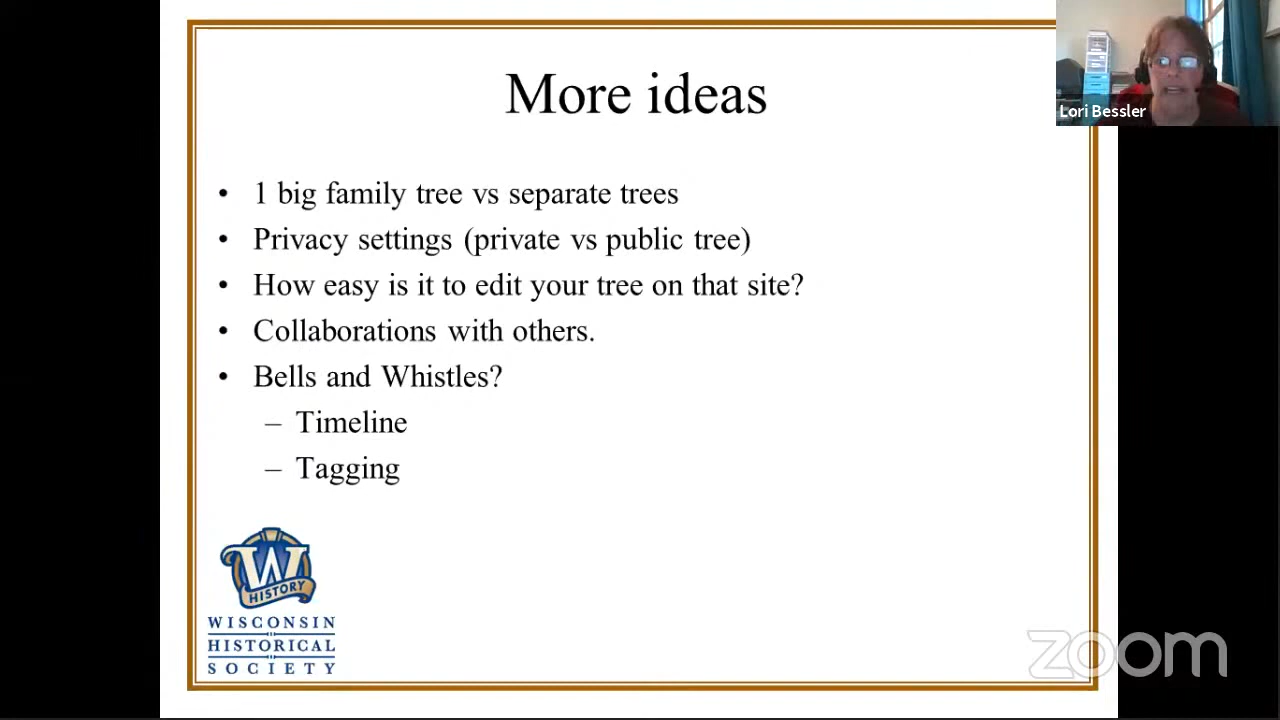 More ideas
Lori Bessler
• 1 big family tree vs separate trees
• Privacy settings (private vs public tree)
• How easy is it to edit your tree on that site?
• Collaborations with others.
• Bells and Whistles?
– Timeline
– Tagging
W
HISTORY
WISCONSIN
HISTORICAL
SOCIETY
zoom